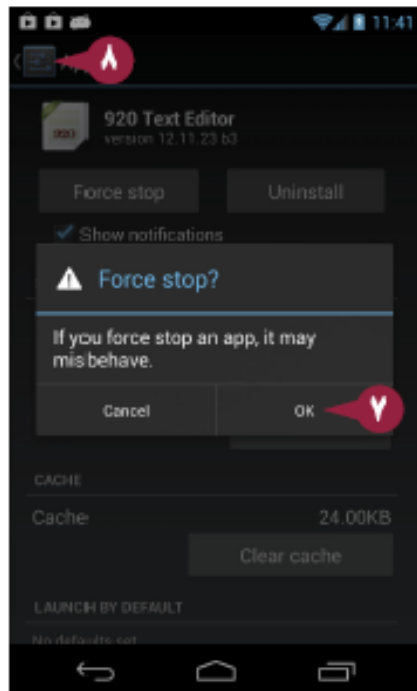 11:41
۸
920 Text Editor
version 12.11.23 b3
Force stop
Uninstall
Show notifications
Force stop?
If you force stop an app, it may
misbehave.
Cancel
OK
۷
CACHE
Cache
24.00KB
Clear cache
LAUNCH BY DEFAULT
No defaults set